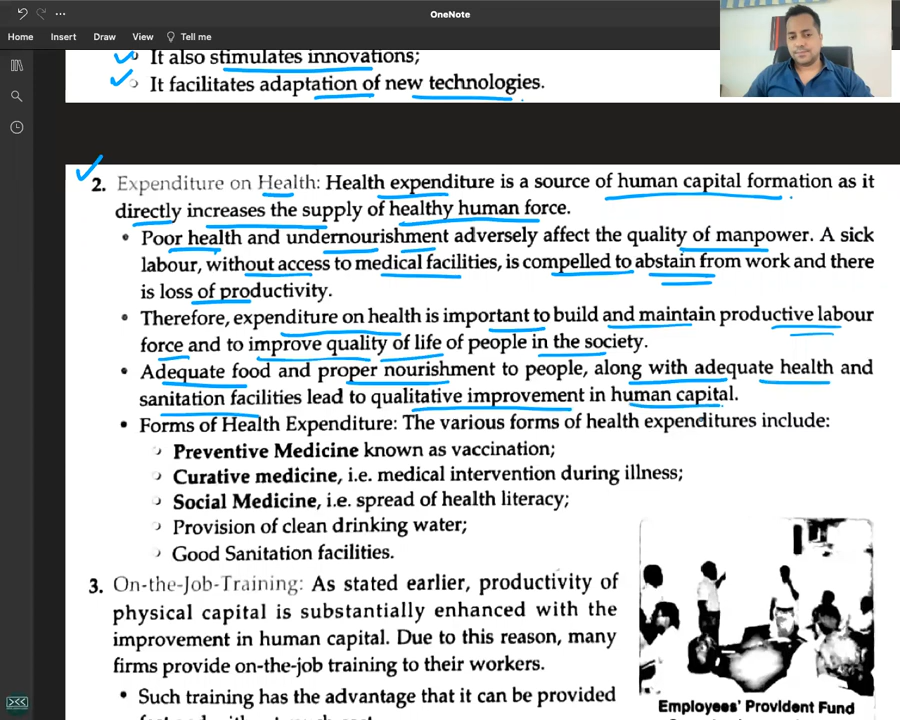 OneNote
Home Insert Draw View Tell me
It also stimulates innovations;
It facilitates adaptation of new technologies.
2. Expenditure on Health: Health expenditure is a source of human capital formation as it
directly increases the supply of healthy human force.
• Poor health and undernourishment adversely affect the quality of manpower. A sick
labour, without access to medical facilities, is compelled to abstain from work and there
is loss of productivity.
• Therefore, expenditure on health is important to build and maintain productive labour
force and to improve quality of life of people in the society.
• Adequate food and proper nourishment to people, along with adequate health and
sanitation facilities lead to qualitative improvement in human capital.
• Forms of Health Expenditure: The various forms of health expenditures include:
Preventive Medicine known as vaccination;
Curative medicine, i.e. medical intervention during illness;
Social Medicine, i.e. spread of health literacy;
Provision of clean drinking water;
Good Sanitation facilities.
3. On-the-Job-Training: As stated earlier, productivity of
physical capital is substantially enhanced with the
improvement in human capital. Due to this reason, many
firms provide on-the-job training to their workers.
• Such training has the advantage that it can be provided
Employees' Provident Fund